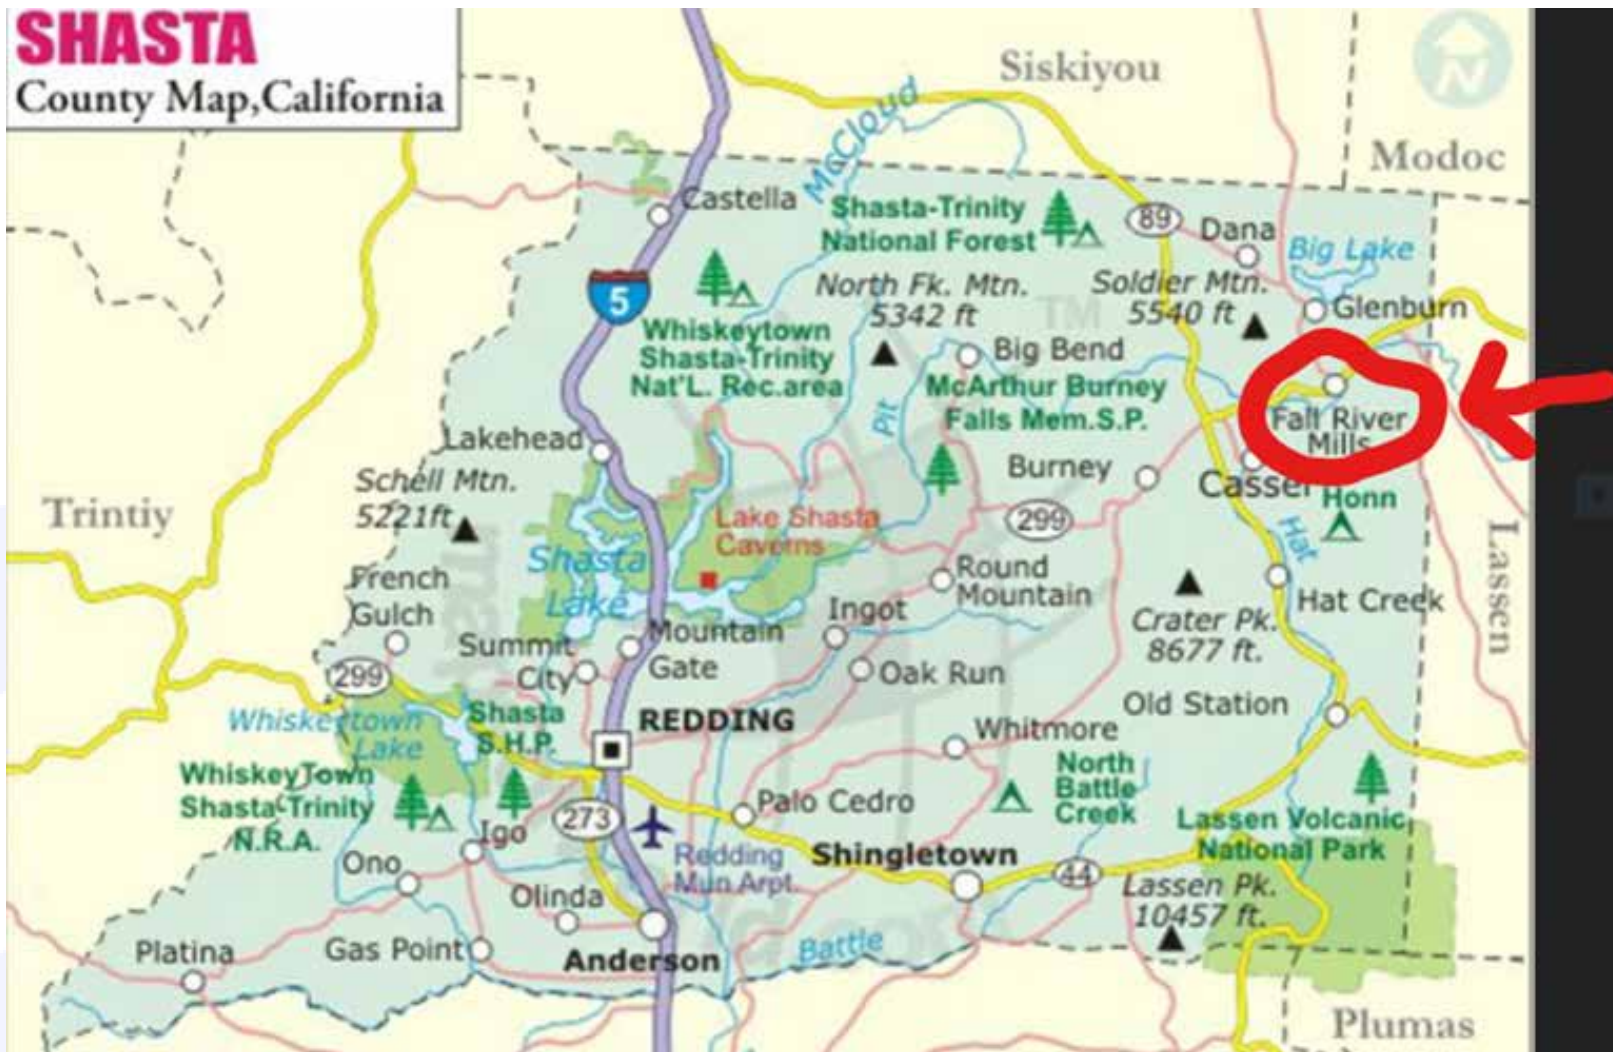 SHASTA
County Map,California
Siskiyou
Modoc
McCloud
Castella
Shasta-Trinity
National Forest
89
Dana
Big Lake
5
North Fk. Mtn.
5342 ft
Soldier Mtn.
5540 ft
TM
Glenburn
Whiskeytown
Shasta-Trinity
Nat'L. Rec.area
Big Bend
McArthur Burney
Falls Mem.S.P.
Pit
Fall River
Mills
Lakehead
Burney
Cassel
Schell Mtn.
5221ft
Honn
Trintiy
Lake Shasta
Caverns
299
Hat
Lassen
Shasta
Lake
French
Gulch
Round
Mountain
Hat Creek
Ingot
Crater Pk.
8677 ft.
Summit
City
Mountain
Gate
Oak Run
299
Old Station
Whiskeytown
Lake
Shasta
S.H.P.
REDDING
Whitmore
WhiskeyTown
Shasta-Trinity
N.R.A.
North
Battle
Creek
Palo Cedro
273
Igo
Lassen Volcanic
National Park
Ono
Redding
Mun Arpt.
Shingletown
44
Lassen Pk.
10457 ft.
Olinda
Platina
Gas Point
Anderson
Battle
Plumas